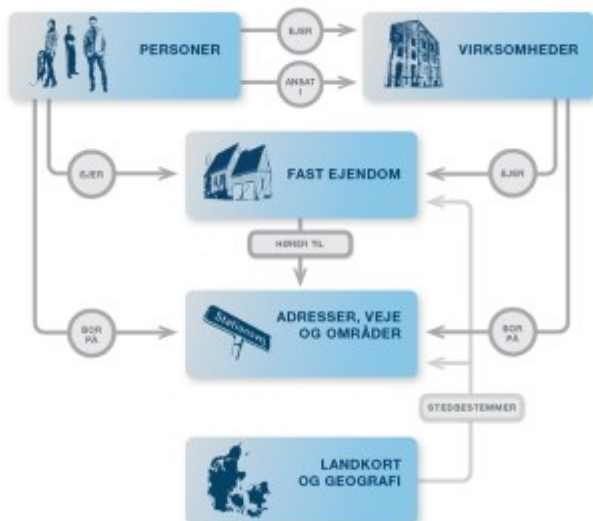 PERSONER
EJER
VIRKSOMHEDER
ANSAT
I
EJER
FAST EJENDOM
EJER
HØRER TIL
Stationsvej
ADRESSER, VEJE
OG OMRÅDER
BOR
PÅ
BOR
PÅ
STEDBESTEMMER
LANDKORT
OG GEOGRAFI